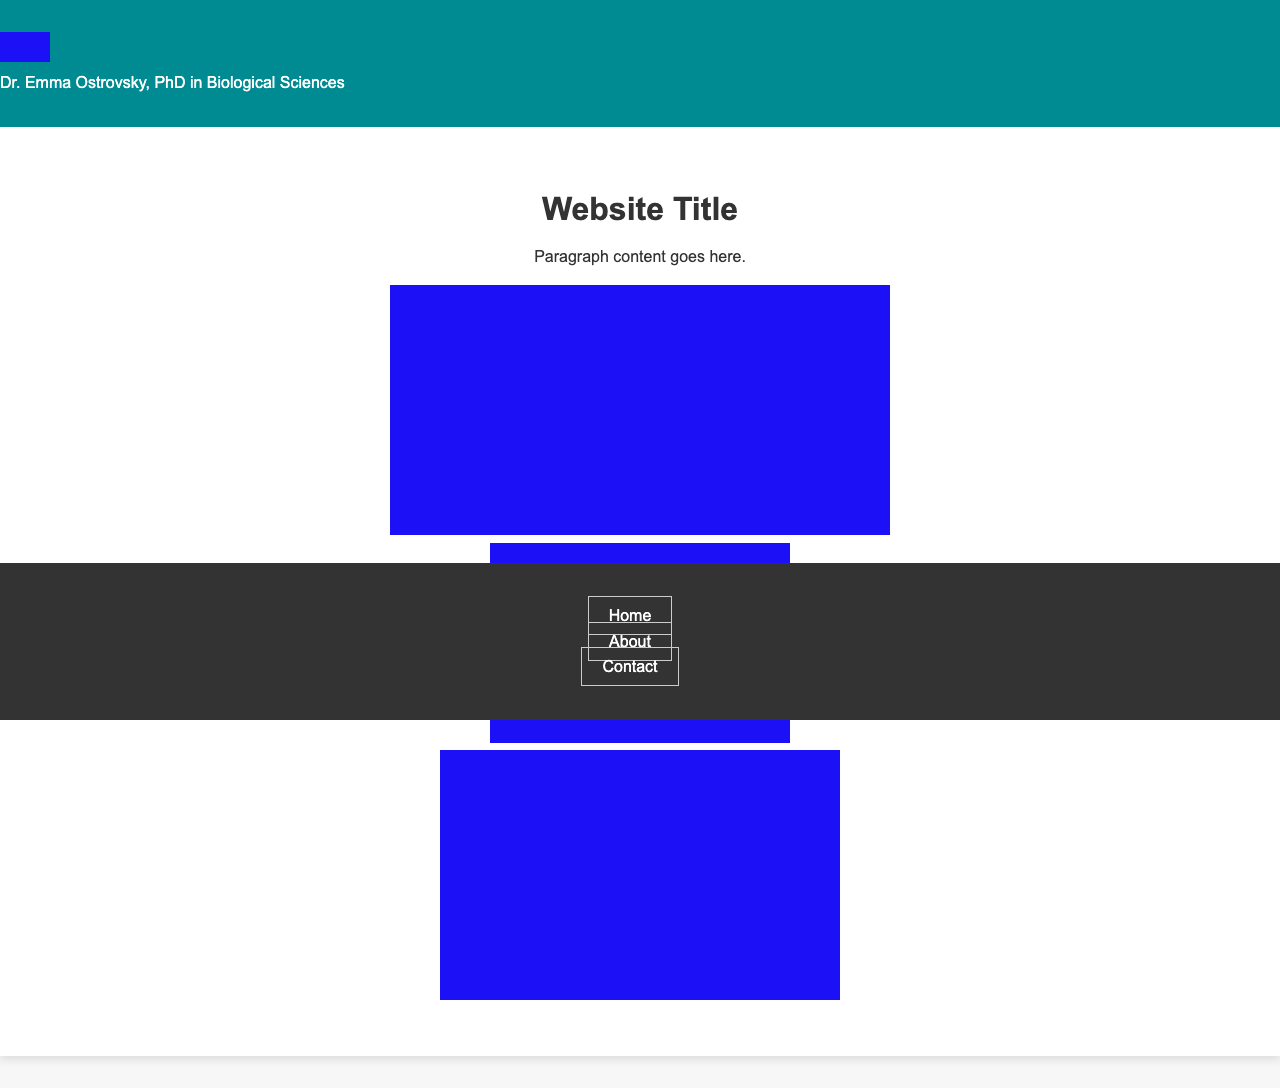 Dr. Emma Ostrovsky, PhD in Biological Sciences
Website Title
Paragraph content goes here.
Home
About
Contact